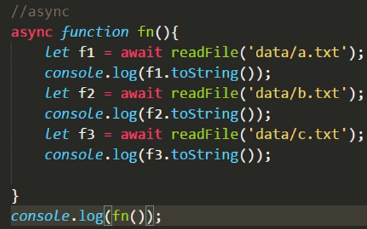 //async
async function fn(){
    let f1 = await readFile('data/a.txt');
    console.log(f1.toString());
    let f2 = await readFile('data/b.txt');
    console.log(f2.toString());
    let f3 = await readFile('data/c.txt');
    console.log(f3.toString());
}
console.log(fn());